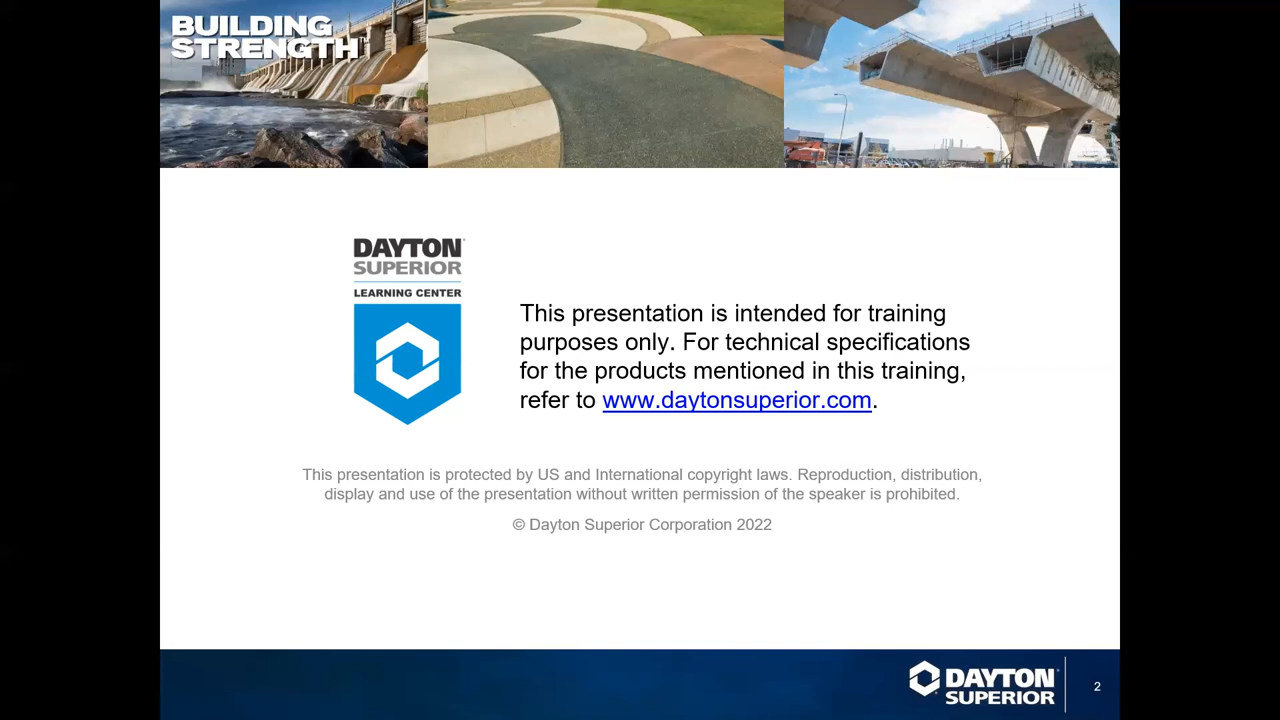 BUILDING
STRENGTH™
DAYTON®
SUPERIOR
LEARNING CENTER
This presentation is intended for training
purposes only. For technical specifications
for the products mentioned in this training,
refer to www.daytonsuperior.com.
This presentation is protected by US and International copyright laws. Reproduction, distribution,
display and use of the presentation without written permission of the speaker is prohibited.
© Dayton Superior Corporation 2022
DAYTON®
SUPERIOR
2